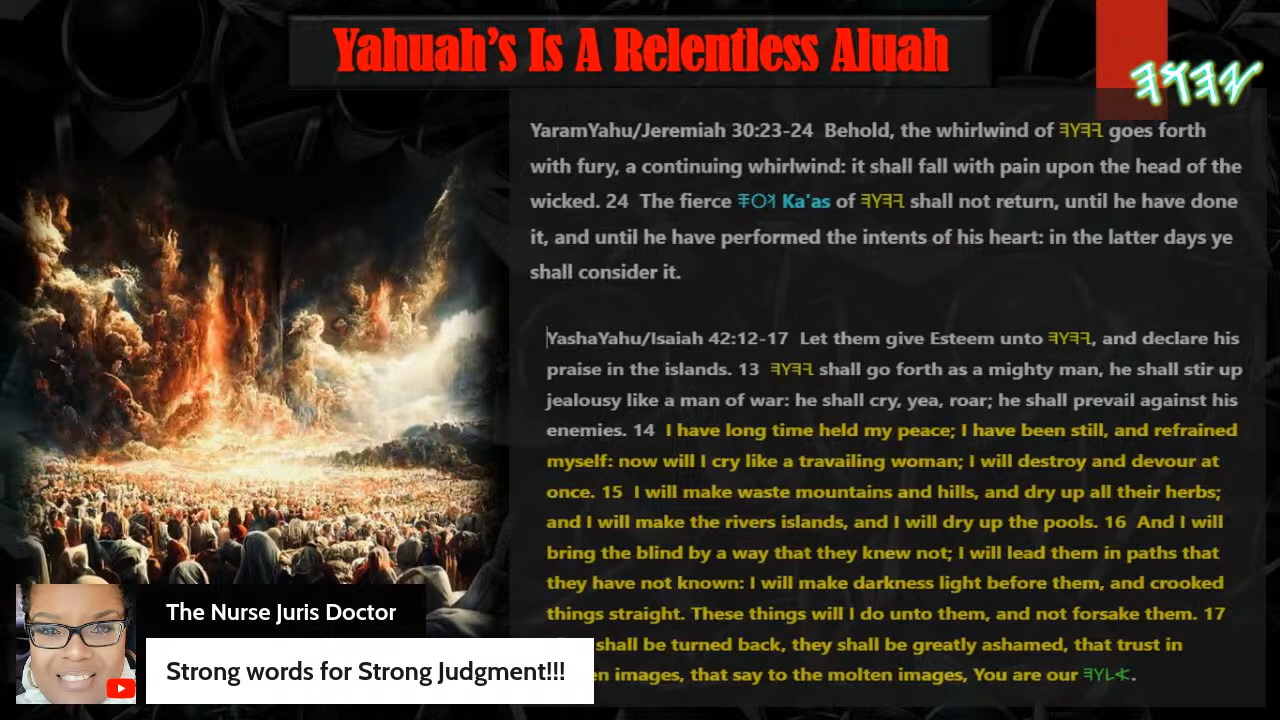 Yahuah's Is A Relentless Aluah
𐤉𐤄𐤅𐤄
YaramYahu/Jeremiah 30:23-24 Behold, the whirlwind of 𐤉𐤄𐤅𐤄 goes forth
with fury, a continuing whirlwind: it shall fall with pain upon the head of the
wicked. 24 The fierce 𐤊𐤏𐤎 Ka'as of 𐤉𐤄𐤅𐤄 shall not return, until he have done
it, and until he have performed the intents of his heart: in the latter days ye
shall consider it.
YashaYahu/Isaiah 42:12-17 Let them give Esteem unto 𐤉𐤄𐤅𐤄, and declare his
praise in the islands. 13 𐤉𐤄𐤅𐤄 shall go forth as a mighty man, he shall stir up
jealousy like a man of war: he shall cry, yea, roar; he shall prevail against his
enemies. 14 I have long time held my peace; I have been still, and refrained
myself: now will I cry like a travailing woman; I will destroy and devour at
once. 15 I will make waste mountains and hills, and dry up all their herbs;
and I will make the rivers islands, and I will dry up the pools. 16 And I will
bring the blind by a way that they knew not; I will lead them in paths that
they have not known: I will make darkness light before them, and crooked
things straight. These things will I do unto them, and not forsake them. 17
shall be turned back, they shall be greatly ashamed, that trust in
images, that say to the molten images, You are our 𐤀𐤋𐤅𐤄.
The Nurse Juris Doctor
Strong words for Strong Judgment!!!